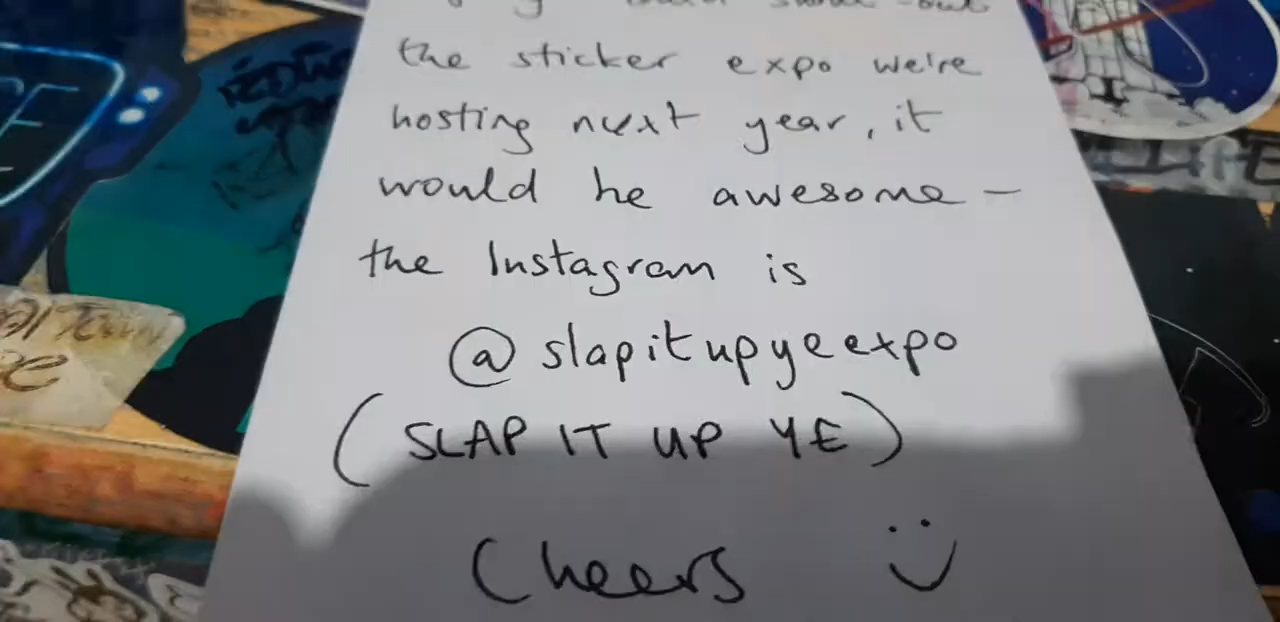 the sticker expo we're
hosting next year, it
would be awesome –
the Instagram is
@slapitupyeexpo
(SLAP IT UP YE)
Cheers :)